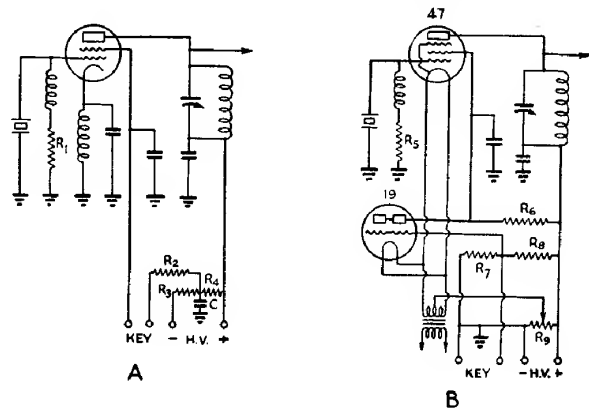 47
R1
R5
19
R6
R2
R7
R8
R3
R4
C
R9
KEY - H.V. +
KEY - H.V. +
A
B